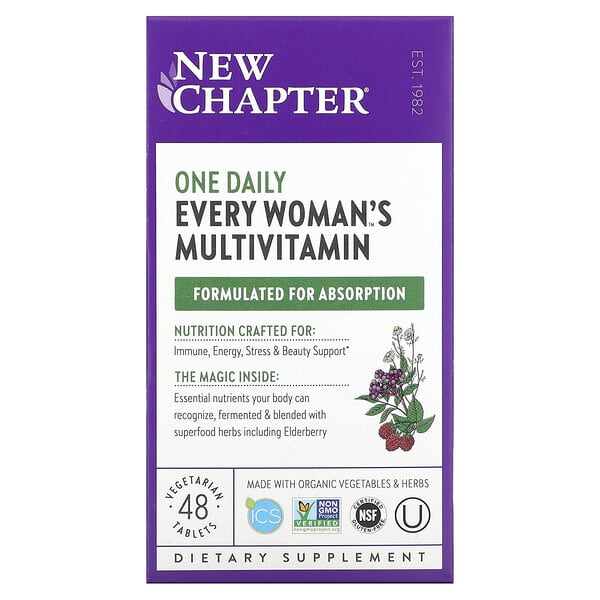 NEW
CHAPTER®
EST. 1982
ONE DAILY
EVERY WOMAN'S™
MULTIVITAMIN
FORMULATED FOR ABSORPTION
NUTRITION CRAFTED FOR:
Immune, Energy, Stress & Beauty Support*
THE MAGIC INSIDE:
Essential nutrients your body can
recognize, fermented & blended with
superfood herbs including Elderberry
VEGETARIAN
48
TABLETS
MADE WITH ORGANIC VEGETABLES & HERBS
ICS
NON
GMO
Project
VERIFIED
nongmoproject.org
CERTIFIED
NSF
GLUTEN-FREE
U
DIETARY SUPPLEMENT